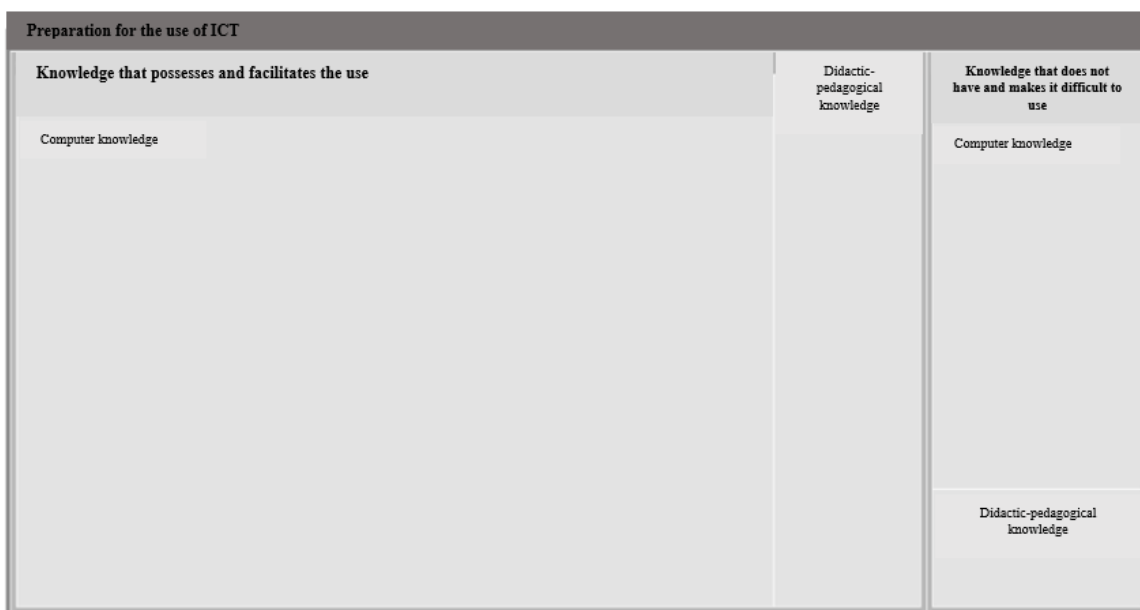 Preparation for the use of ICT
Knowledge that possesses and facilitates the use
Computer knowledge
Didactic-
pedagogical
knowledge
Knowledge that does not
have and makes it difficult to
use
Computer knowledge
Didactic-pedagogical
knowledge